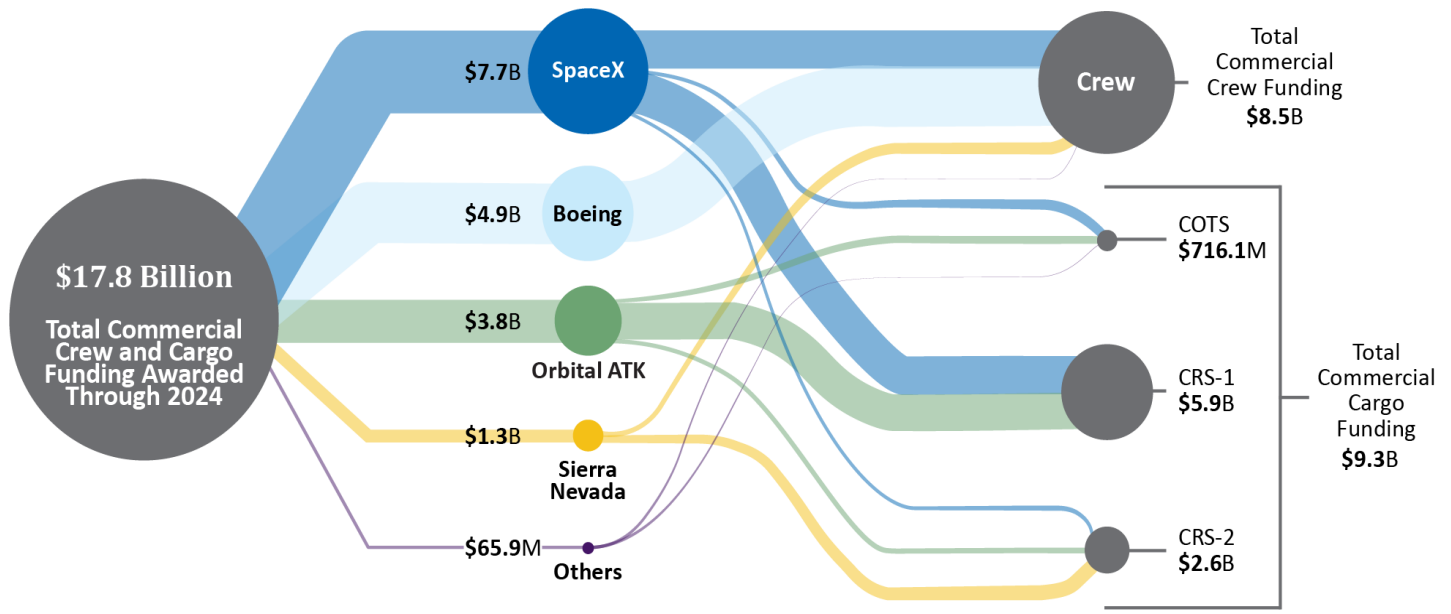 $17.8 Billion
Total Commercial
Crew and Cargo
Funding Awarded
Through 2024
$7.7B
SpaceX
$4.9B
Boeing
$3.8B
Orbital ATK
$1.3B
Sierra
Nevada
$65.9M
Others
Crew
Total
Commercial
Crew Funding
$8.5B
COTS
$716.1M
CRS-1
$5.9B
CRS-2
$2.6B
Total
Commercial
Cargo
Funding
$9.3B